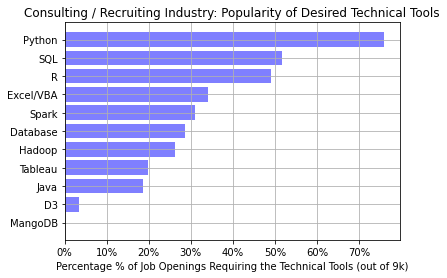 Consulting / Recruiting Industry: Popularity of Desired Technical Tools
Python
SQL
R
Excel/VBA
Spark
Database
Hadoop
Tableau
Java
D3
MangoDB
0% 10% 20% 30% 40% 50% 60% 70%
Percentage % of Job Openings Requiring the Technical Tools (out of 9k)